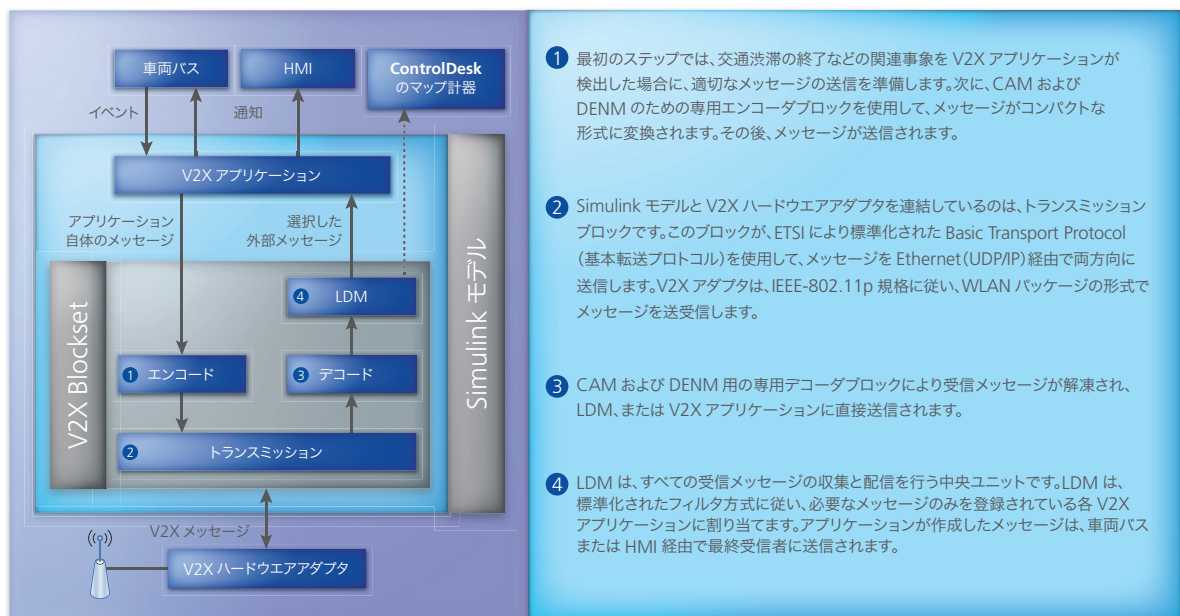 車両バス
HMI
ControlDesk
のマップ計器
イベント
通知
V2X アプリケーション
アプリケーション
自体のメッセージ
選択した
外部メッセージ
4 LDM
1 エンコード
3 デコード
2 トランスミッション
V2X Blockset
Simulink モデル
V2X メッセージ
V2X ハードウエアアダプタ
1 最初のステップでは、交通渋滞の終了などの関連事象を V2X アプリケーションが
検出した場合に、適切なメッセージの送信を準備します。次に、CAM および
DENM のための専用エンコーダブロックを使用して、メッセージがコンパクトな
形式に変換されます。その後、メッセージが送信されます。
2 Simulink モデルと V2X ハードウエアアダプタを連結しているのは、トランスミッション
ブロックです。このブロックが、ETSI により標準化された Basic Transport Protocol
（基本転送プロトコル）を使用して、メッセージを Ethernet（UDP/IP）経由で両方向に
送信します。V2X アダプタは、IEEE-802.11p 規格に従い、WLAN パッケージの形式で
メッセージを送受信します。
3 CAM および DENM 用の専用デコーダブロックにより受信メッセージが解凍され、
LDM、または V2X アプリケーションに直接送信されます。
4 LDM は、すべての受信メッセージの収集と配信を行う中央ユニットです。LDM は、
標準化されたフィルタ方式に従い、必要なメッセージのみを登録されている各 V2X
アプリケーションに割り当てます。アプリケーションが作成したメッセージは、車両バス
または HMI 経由で最終受信者に送信されます。